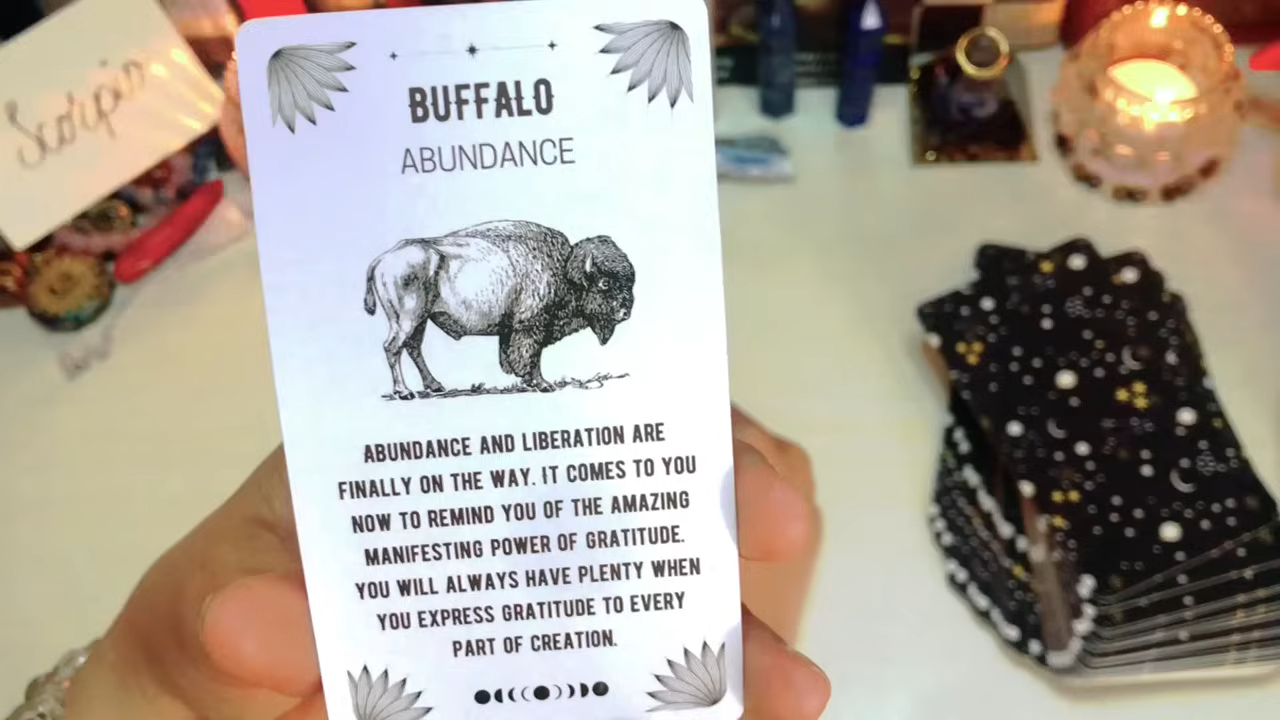 Scorpio
BUFFALO
ABUNDANCE
ABUNDANCE AND LIBERATION ARE
FINALLY ON THE WAY. IT COMES TO YOU
NOW TO REMIND YOU OF THE AMAZING
MANIFESTING POWER OF GRATITUDE.
YOU WILL ALWAYS HAVE PLENTY WHEN
YOU EXPRESS GRATITUDE TO EVERY
PART OF CREATION.